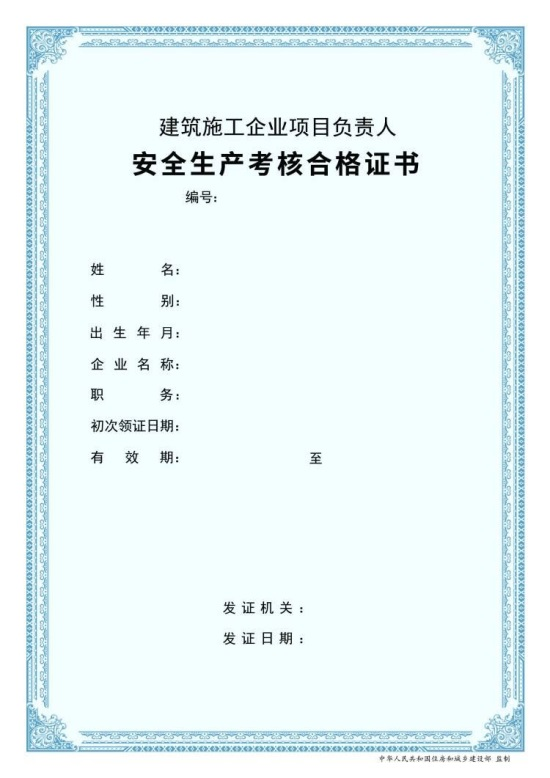 建筑施工企业项目负责人
安全生产考核合格证书
编号:
姓名:
性别:
出生年月:
企业名称:
职务:
初次领证日期:
有效期: 至
发证机关:
发证日期:
中华人民共和国住房和城乡建设部 监制